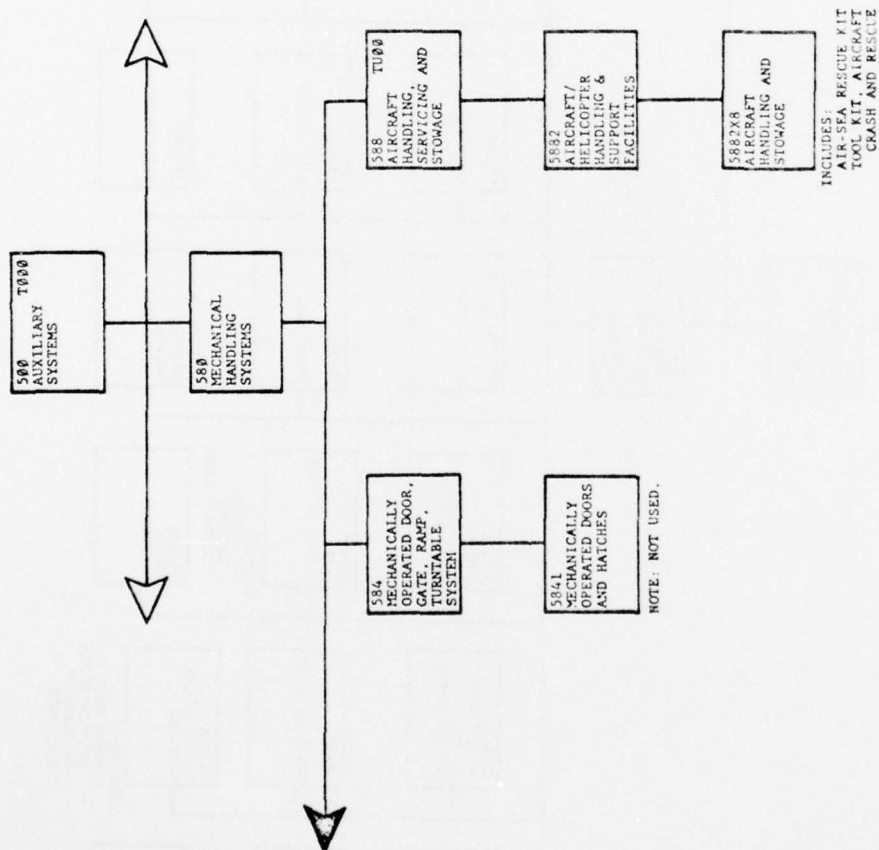 500 T000
AUXILIARY
SYSTEMS
580
MECHANICAL
HANDLING
SYSTEMS
584
MECHANICALLY
OPERATED DOOR,
GATE, RAMP,
TURNTABLE
SYSTEM
5841
MECHANICALLY
OPERATED DOORS
AND HATCHES
NOTE: NOT USED.
588 TU00
AIRCRAFT
HANDLING,
SERVICING AND
STOWAGE
5882
AIRCRAFT/
HELICOPTER
HANDLING &
SUPPORT
FACILITIES
5882X8
AIRCRAFT
HANDLING AND
STOWAGE
INCLUDES:
AIR-SEA RESCUE KIT
TOOL KIT, AIRCRAFT
CRASH AND RESCUE